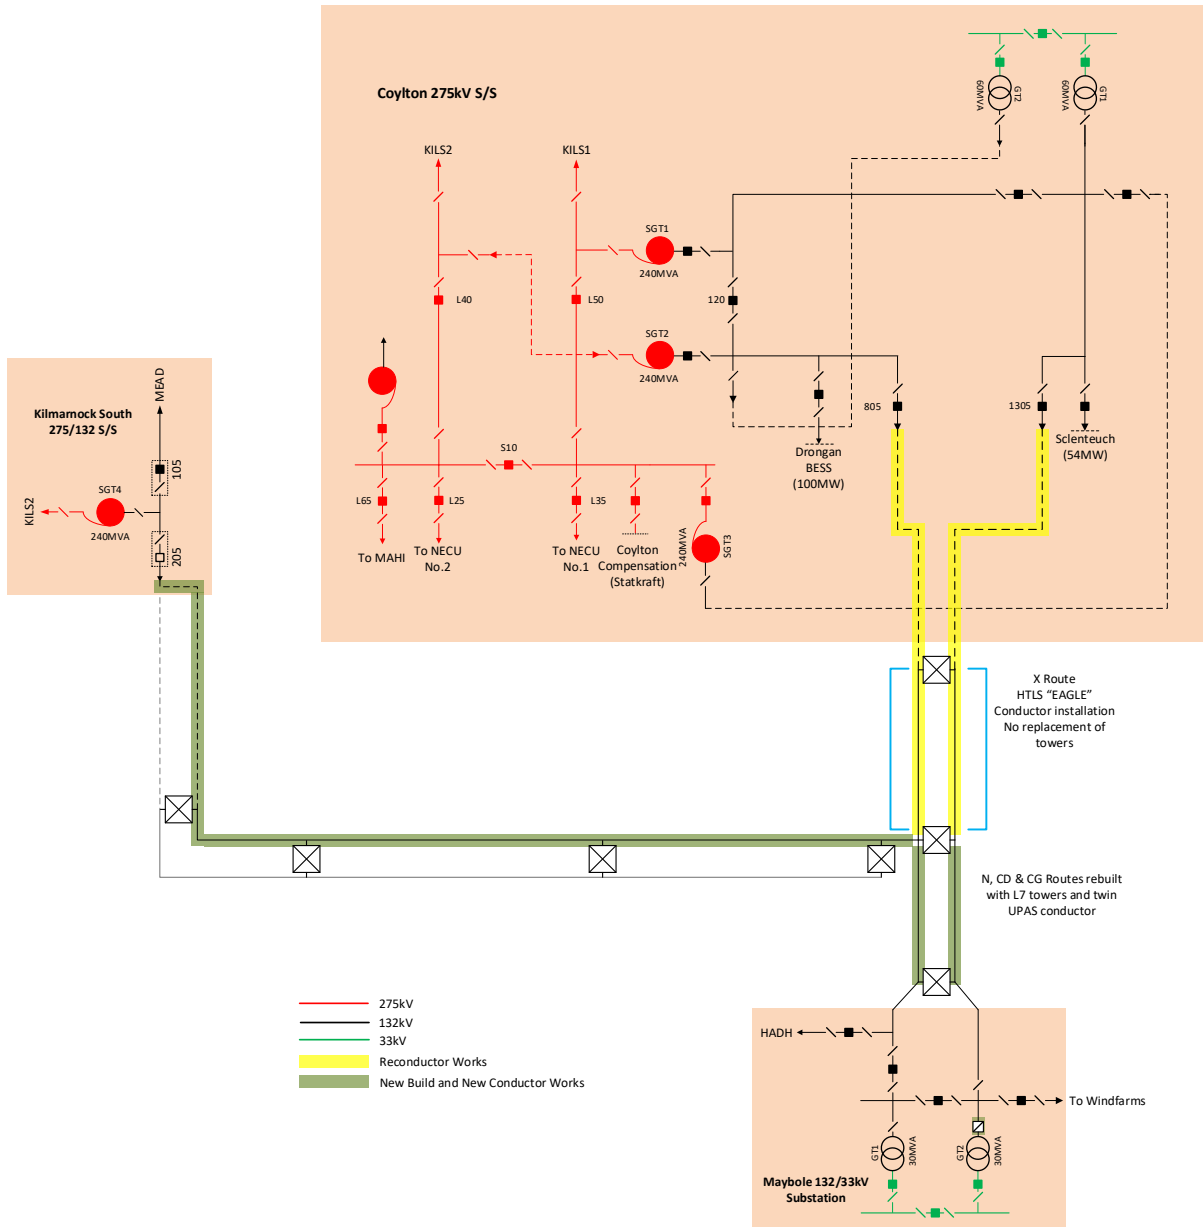 Coylton 275kV S/S
GT2
60MVA
GT1
60MVA
KILS2
KILS1
SGT1
240MVA
L40
L50
120
SGT2
240MVA
805
1305
Sclenteuch
(54MW)
Drongan
BESS
(100MW)
S10
L65
L25
L35
To MAHI
To NECU
No.2
To NECU
No.1
Coylton
Compensation
(Statkraft)
240MVA
SGT3
Kilmarnock South
275/132 S/S
MEAD
105
SGT4
KILS2
240MVA
205
X Route
HTLS “EAGLE”
Conductor installation
No replacement of
towers
N, CD & CG Routes rebuilt
with L7 towers and twin
UPAS conductor
275kV
132kV
33kV
Reconductor Works
New Build and New Conductor Works
HADH
To Windfarms
GT1
30MVA
GT2
30MVA
Maybole 132/33kV
Substation